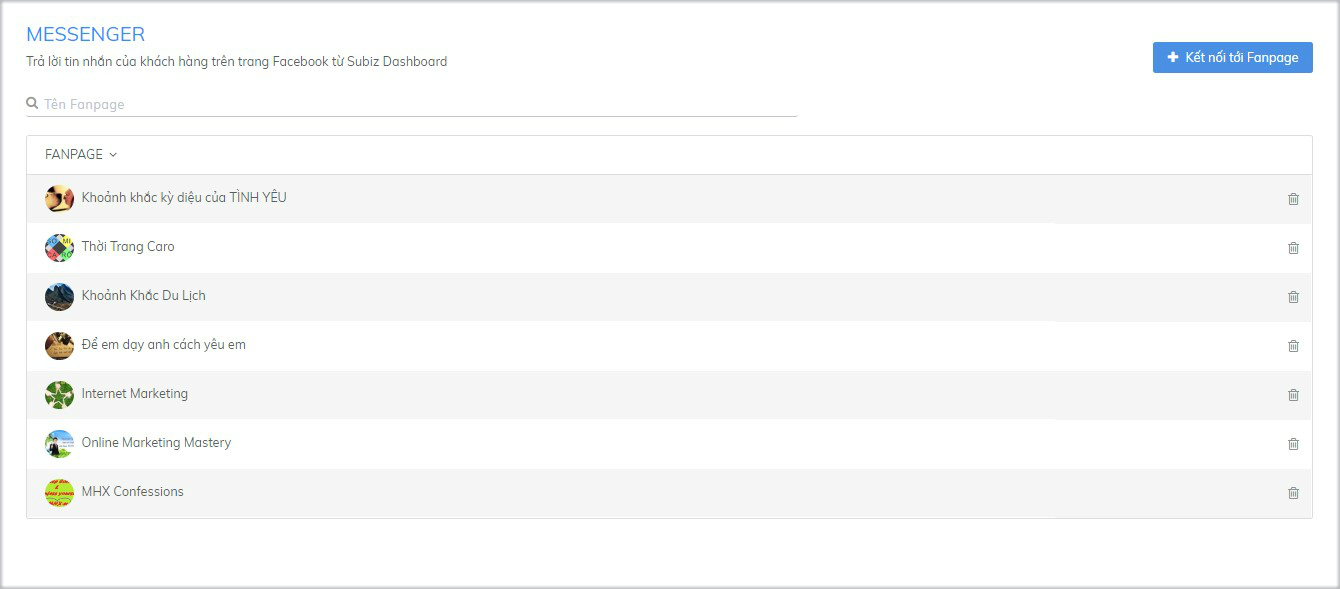 MESSENGER
Trả lời tin nhắn của khách hàng trên trang Facebook từ Subiz Dashboard
Kết nối tới Fanpage
Tên Fanpage
FANPAGE
Khoảnh khắc kỳ diệu của TÌNH YÊU
Thời Trang Caro
Khoảnh Khắc Du Lịch
Để em dạy anh cách yêu em
Internet Marketing
Online Marketing Mastery
MHX Confessions